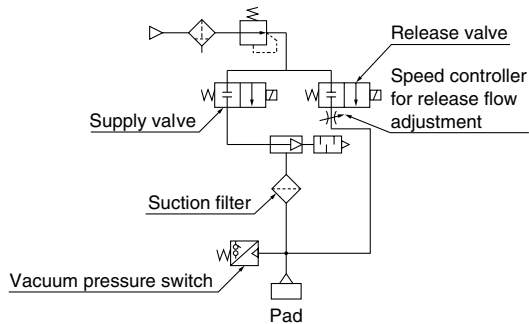 Release valve
Speed controller
for release flow
adjustment
Supply valve
Suction filter
Vacuum pressure switch
Pad